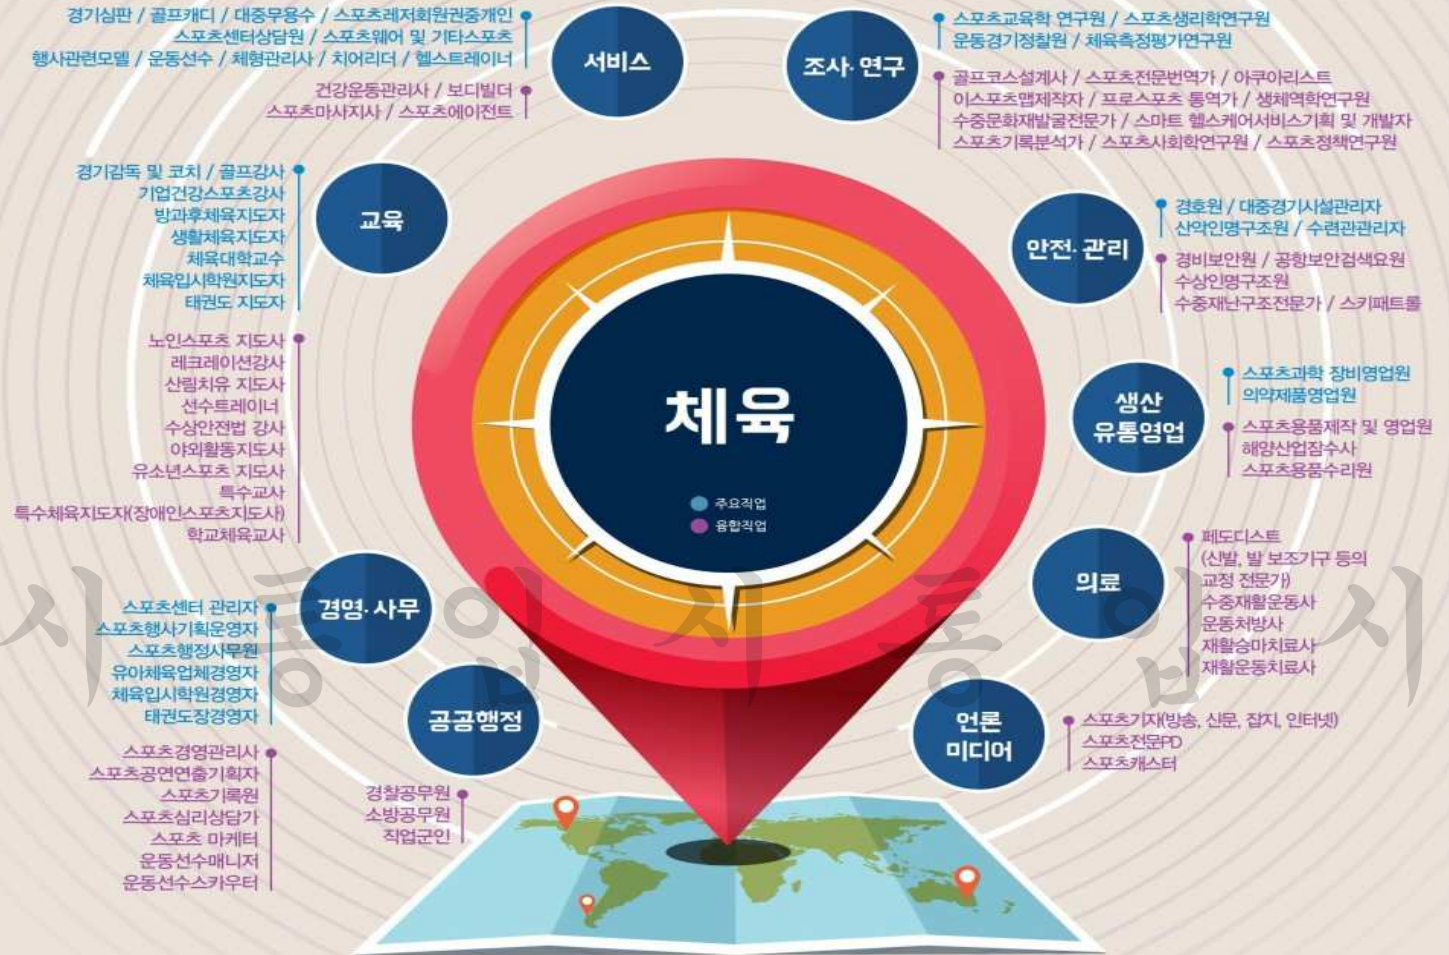 경기심판 / 골프캐디 / 대중무용수 / 스포츠레저회원권중개인
스포츠센터상담원 / 스포츠웨어 및 기타스포츠
행사관련모델 / 운동선수 / 체형관리사 / 치어리더 / 헬스트레이너
건강운동관리사 / 보디빌더
스포츠마사지사 / 스포츠에이전트
서비스
조사· 연구
스포츠교육학 연구원 / 스포츠생리학연구원
운동경기정찰원 / 체육측정평가연구원
골프코스설계사 / 스포츠전문번역가 / 아쿠아리스트
이스포츠맵제작자 / 프로스포츠 통역가 / 생체역학연구원
수중문화재발굴전문가 / 스마트 헬스케어서비스기획 및 개발자
스포츠기록분석가 / 스포츠사회학연구원 / 스포츠정책연구원
경기감독 및 코치 / 골프강사
기업건강스포츠강사
방과후체육지도자
생활체육지도자
체육대학교수
체육입시학원지도자
태권도 지도자
교육
노인스포츠 지도사
레크레이션강사
산림치유 지도사
선수트레이너
수상안전법 강사
야외활동지도사
유소년스포츠 지도사
특수교사
특수체육지도자(장애인스포츠지도사)
학교체육교사
안전· 관리
경호원 / 대중경기시설관리자
산악인명구조원 / 수련관관리자
경비보안원 / 공항보안검색요원
수상인명구조원
수중재난구조전문가 / 스키패트롤
체육
주요직업
융합직업
생산
유통영업
스포츠과학 장비영업원
의약제품영업원
스포츠용품제작 및 영업원
해양산업잠수사
스포츠용품수리원
경영· 사무
스포츠센터 관리자
스포츠행사기획운영자
스포츠행정사무원
유아체육업체경영자
체육입시학원경영자
태권도장경영자
스포츠경영관리사
스포츠공연연출기획자
스포츠기록원
스포츠심리상담가
스포츠 마케터
운동선수매니저
운동선수스카우터
의료
페도디스트
(신발, 발 보조기구 등의
교정 전문가)
수중재활운동사
운동처방사
재활승마치료사
재활운동치료사
공공행정
경찰공무원
소방공무원
직업군인
언론
미디어
스포츠기자(방송, 신문, 잡지, 인터넷)
스포츠전문PD
스포츠캐스터
시 통 입 시 통 입 시